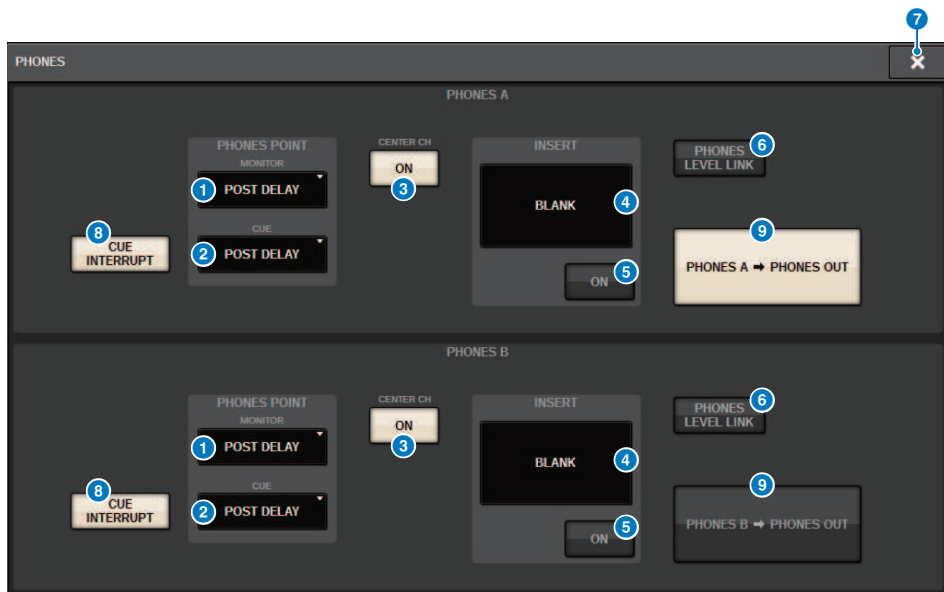 7
PHONES
×
PHONES A
PHONES POINT
MONITOR
1 POST DELAY
CUE
2 POST DELAY
8
CUE
INTERRUPT
CENTER CH
ON
3
INSERT
BLANK 4
ON 5
PHONES
LEVEL LINK 6
9
PHONES A ➡ PHONES OUT
PHONES B
PHONES POINT
MONITOR
1 POST DELAY
CUE
2 POST DELAY
8
CUE
INTERRUPT
CENTER CH
ON
3
INSERT
BLANK 4
ON 5
PHONES
LEVEL LINK 6
9
PHONES B ➡ PHONES OUT